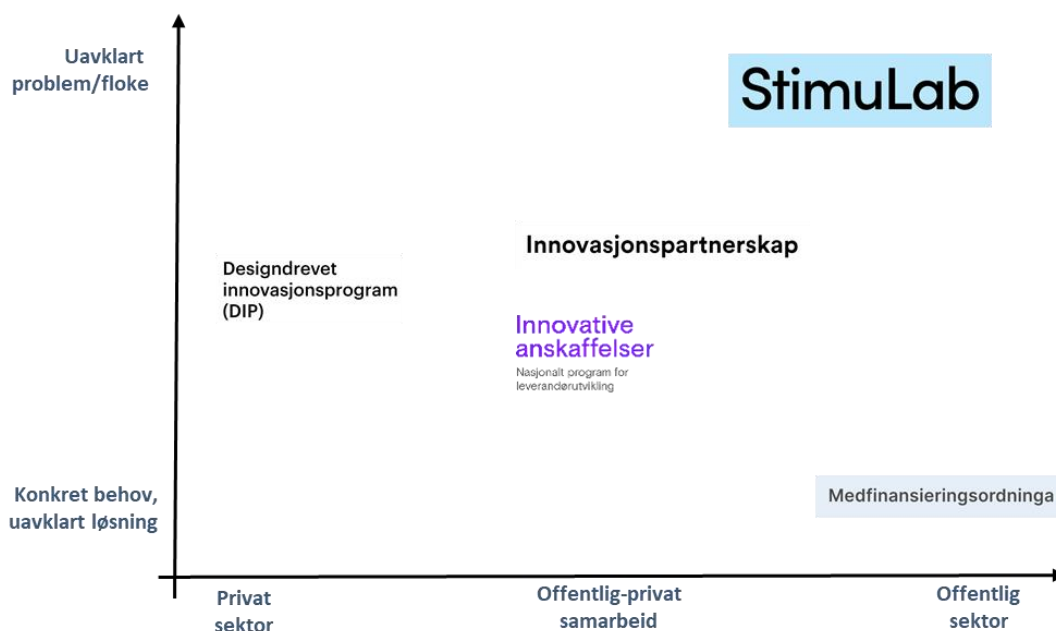 Uavklart
problem/floke
StimuLab
Innovasjonspartnerskap
Designdrevet
innovasjonsprogram
(DIP)
Innovative
anskaffelser
Nasjonalt program for
leverandørutvikling
Konkret behov,
uavklart løsning
Medfinansieringsordninga
Privat
sektor
Offentlig-privat
samarbeid
Offentlig
sektor